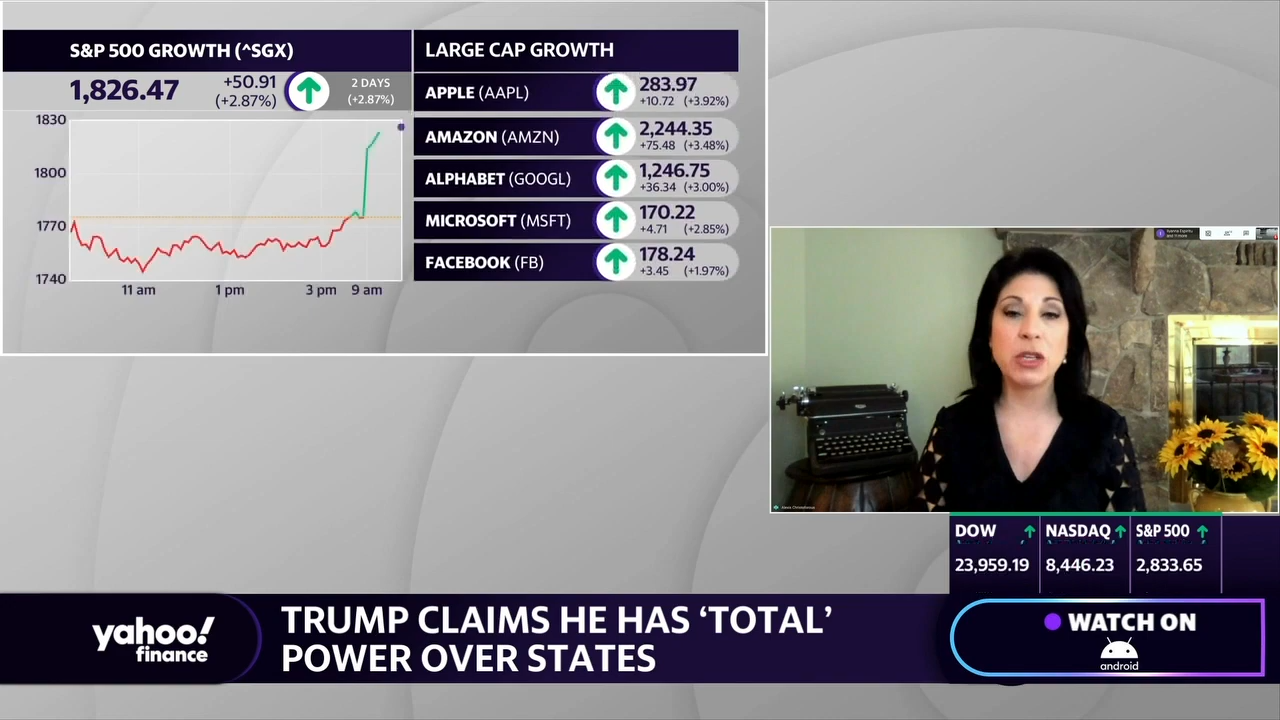 S&P 500 GROWTH (^SGX)
1,826.47
+50.91
(+2.87%)
2 DAYS
(+2.87%)
1830
1800
1770
1740
11 am
1 pm
3 pm
9 am
LARGE CAP GROWTH
APPLE (AAPL)
283.97
+10.72 (+3.92%)
AMAZON (AMZN)
2,244.35
+75.48 (+3.48%)
ALPHABET (GOOGL)
1,246.75
+36.34 (+3.00%)
MICROSOFT (MSFT)
170.22
+4.71 (+2.85%)
FACEBOOK (FB)
178.24
+3.45 (+1.97%)
DOW
23,959.19
NASDAQ
8,446.23
S&P 500
2,833.65
yahoo!
finance
TRUMP CLAIMS HE HAS ‘TOTAL’
POWER OVER STATES
WATCH ON
android